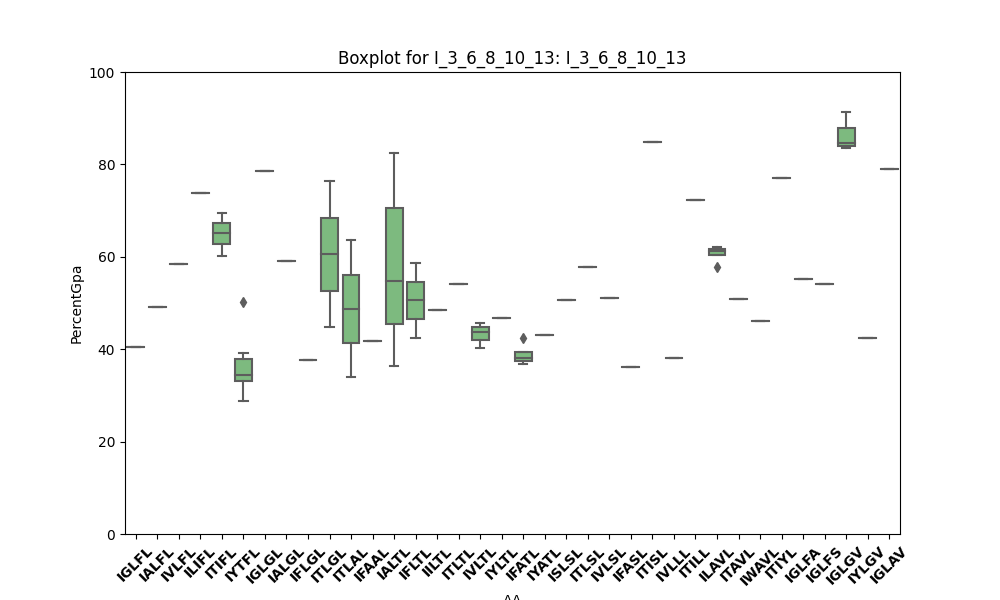 Boxplot for I_3_6_8_10_13: I_3_6_8_10_13
100
80
60
40
20
0
PercentGpa
IGLFL
IALFL
IVLFL
ILIFL
ITIFL
IYTFL
IGLGL
IALGL
IFLGL
ITLGL
ITLAL
IFAAL
IALTL
IFLTL
IILTL
ITLTL
IVLTL
IYLTL
IFATL
IYATL
ISLSL
ITLSL
IVLSL
IFASL
ITISL
IVLLL
ITILL
ILAVL
ITAVL
IWAVL
ITIYL
IGLFA
IGLFS
IGLGV
IYLGV
IGLAV
AA